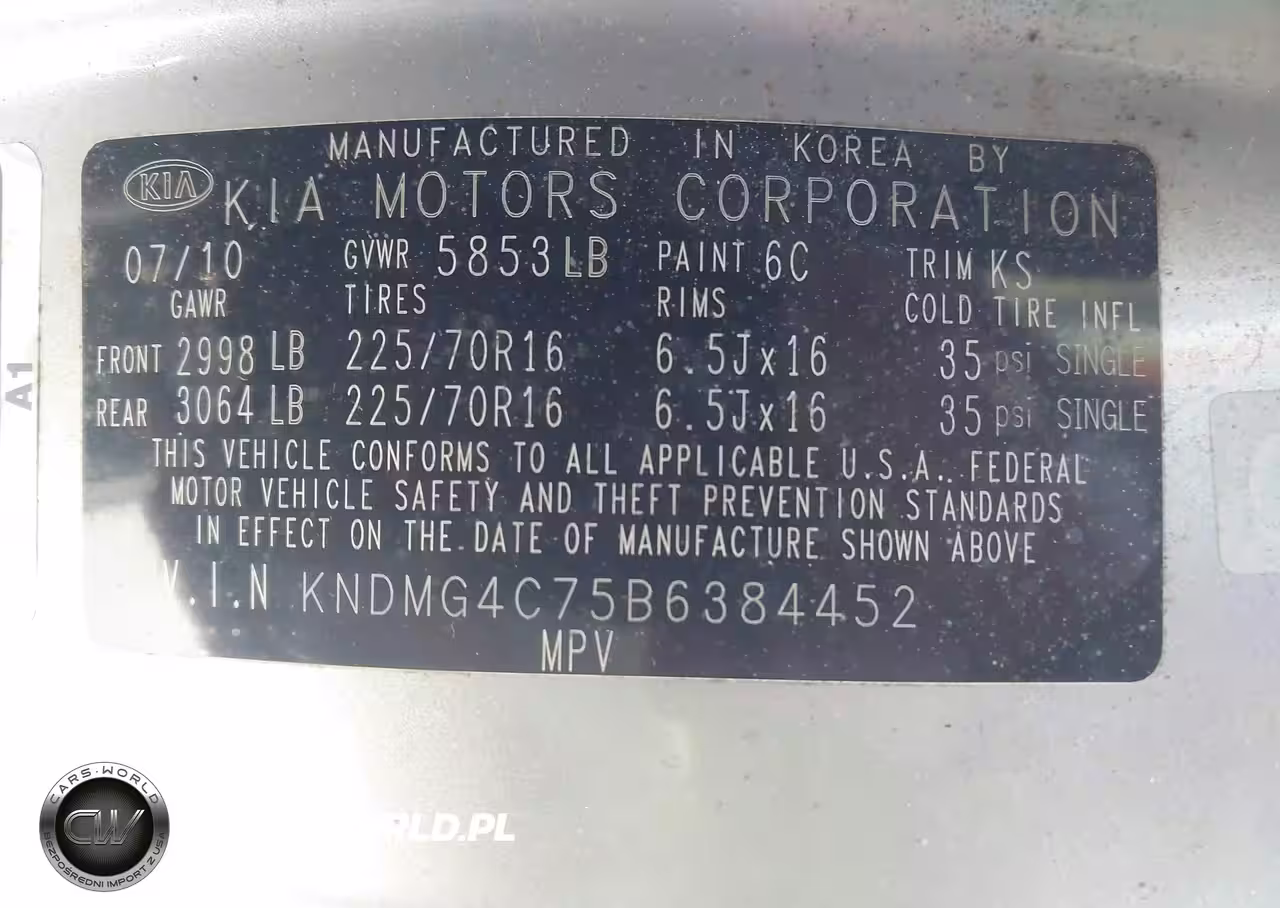 MANUFACTURED IN KOREA BY
KIA KIA MOTORS CORPORATION
07/10 GVWR 5853LB PAINT 6C TRIM KS
GAWR TIRES RIMS COLD TIRE INFL
FRONT 2998 LB 225/70R16 6.5Jx16 35 psi SINGLE
REAR 3064 LB 225/70R16 6.5Jx16 35 psi SINGLE
THIS VEHICLE CONFORMS TO ALL APPLICABLE U.S.A.. FEDERAL
MOTOR VEHICLE SAFETY AND THEFT PREVENTION STANDARDS
IN EFFECT ON THE DATE OF MANUFACTURE SHOWN ABOVE
V.I.N KNDMG4C75B6384452
MPV
A1
CARS-WORLD
CW
BEZPOŚREDNI IMPORT Z USA
RLD.PL